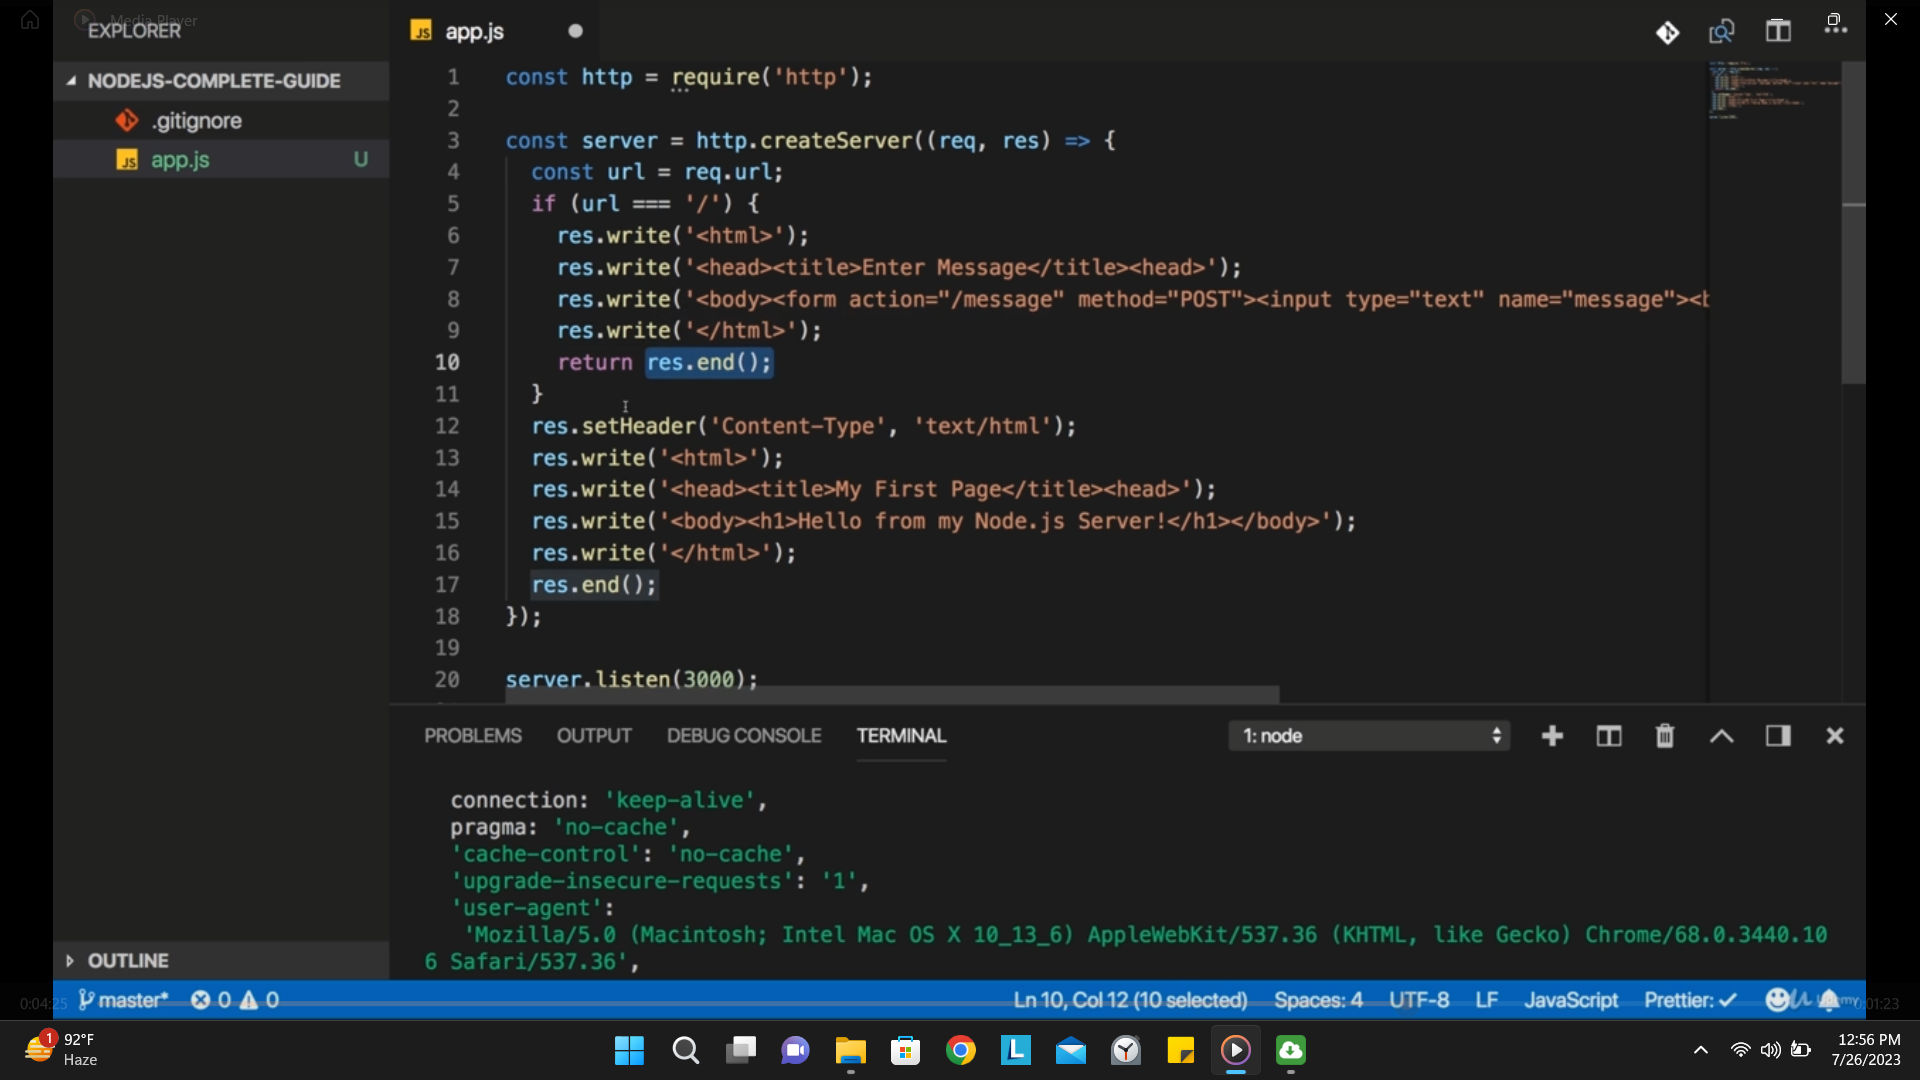 Media Player
EXPLORER
NODEJS-COMPLETE-GUIDE
.gitignore
JS app.js U
OUTLINE
JS app.js
1 const http = require('http');
2
3 const server = http.createServer((req, res) => {
4 const url = req.url;
5 if (url === '/') {
6 res.write('<html>');
7 res.write('<head><title>Enter Message</title><head>');
8 res.write('<body><form action="/message" method="POST"><input type="text" name="message"><b
9 res.write('</html>');
10 return res.end();
11 }
12 res.setHeader('Content-Type', 'text/html');
13 res.write('<html>');
14 res.write('<head><title>My First Page</title><head>');
15 res.write('<body><h1>Hello from my Node.js Server!</h1></body>');
16 res.write('</html>');
17 res.end();
18 });
19
20 server.listen(3000);
PROBLEMS OUTPUT DEBUG CONSOLE TERMINAL 1: node
connection: 'keep-alive',
pragma: 'no-cache',
'cache-control': 'no-cache',
'upgrade-insecure-requests': '1',
'user-agent':
'Mozilla/5.0 (Macintosh; Intel Mac OS X 10_13_6) AppleWebKit/537.36 (KHTML, like Gecko) Chrome/68.0.3440.10
6 Safari/537.36',
0:04:25 master* 0 0 Ln 10, Col 12 (10 selected) Spaces: 4 UTF-8 LF JavaScript Prettier: ✓ 0:01:23
1 92°F
Haze
12:56 PM
7/26/2023